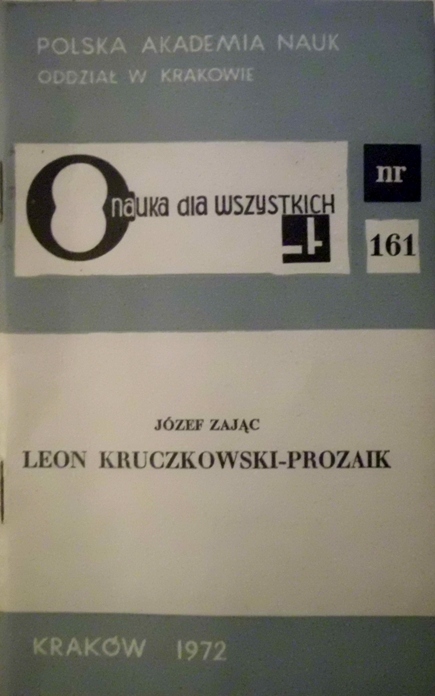 POLSKA AKADEMIA NAUK
ODDZIAŁ W KRAKOWIE
nauka dla WSZYSTKICH
nr
161
JÓZEF ZAJĄC
LEON KRUCZKOWSKI-PROZAIK
KRAKÓW 1972